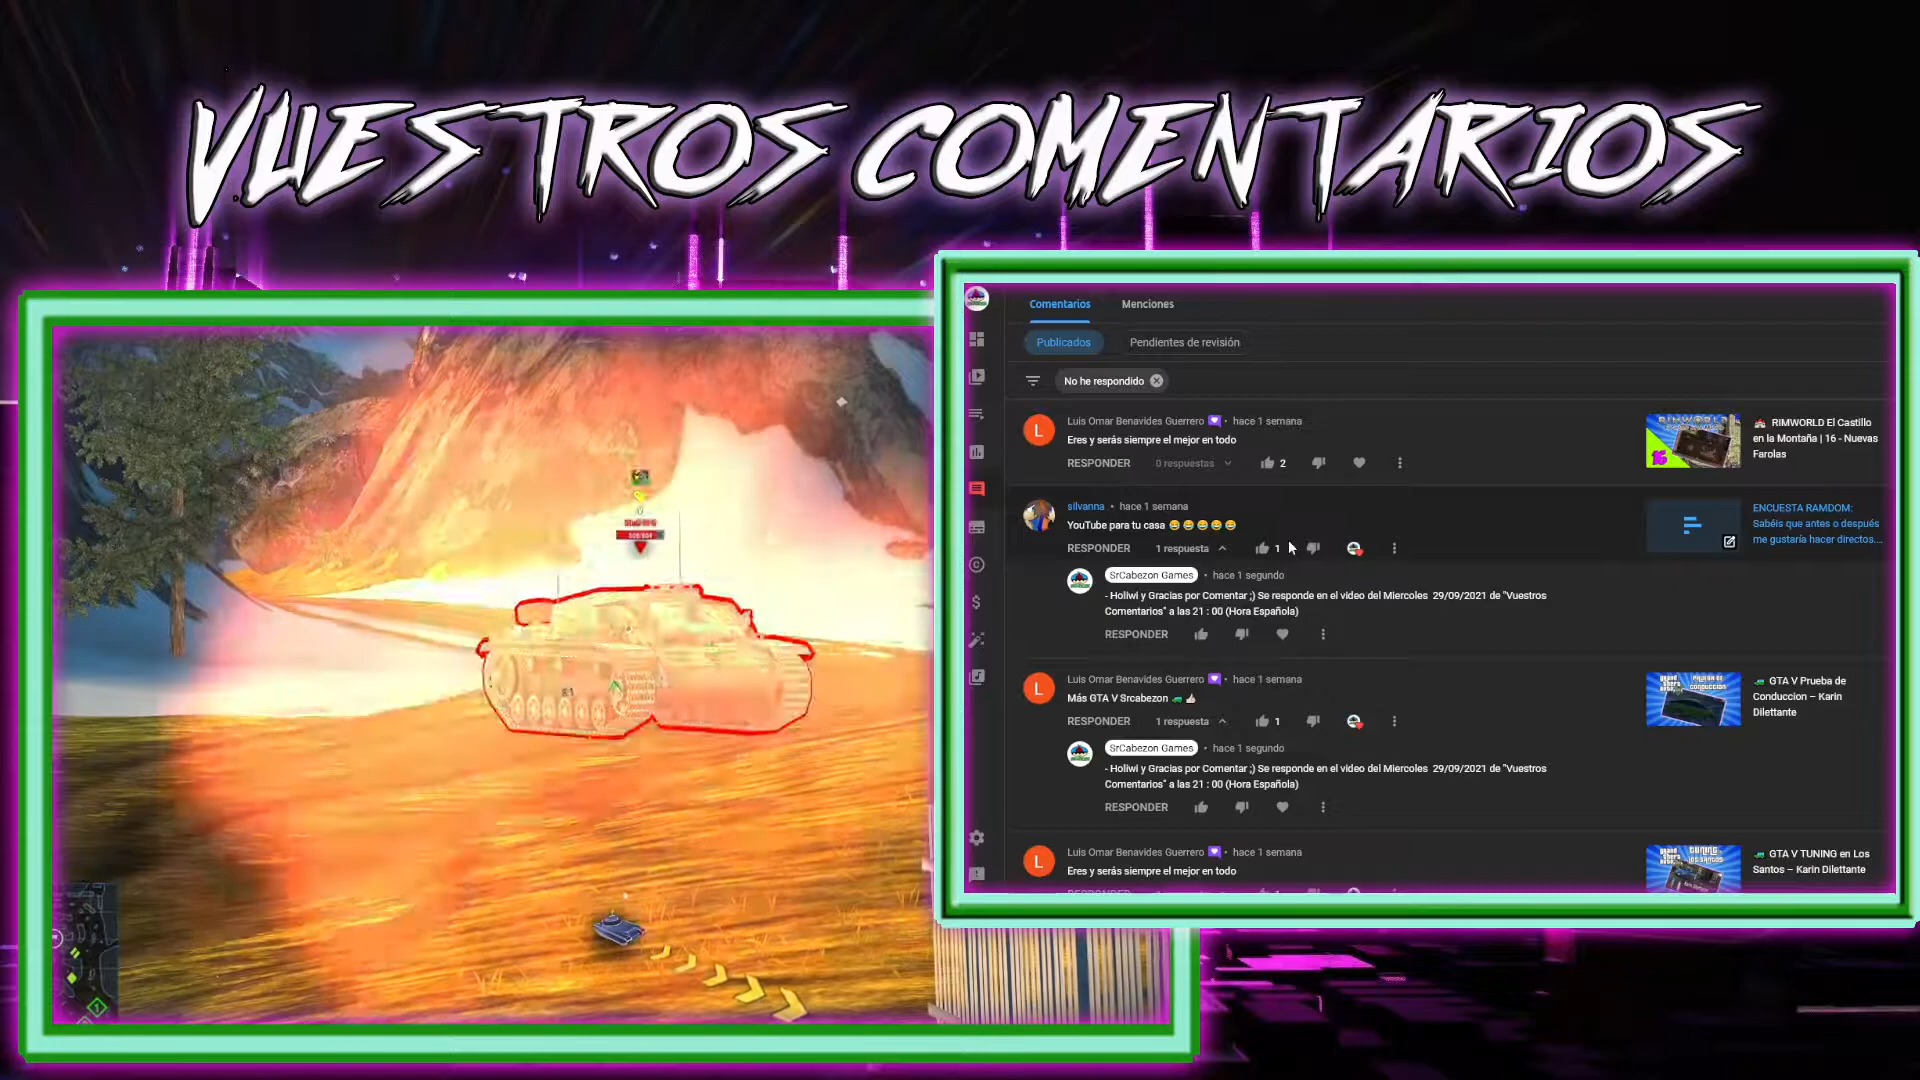 VUESTROS COMENTARIOS
Comentarios Menciones
Publicados Pendientes de revisión
No he respondido
L Luis Omar Benavides Guerrero • hace 1 semana
Eres y serás siempre el mejor en todo
RESPONDER 0 respuestas 2
RIMWORLD
16
RIMWORLD El Castillo
en la Montaña | 16 - Nuevas
Farolas
silvanna • hace 1 semana
YouTube para tu casa 😂😂😂😂😂
RESPONDER 1 respuesta 1
ENCUESTA RAMDOM:
Sabéis que antes o después
me gustaría hacer directos....
SrCabezon Games • hace 1 segundo
- Holiwi y Gracias por Comentar ;) Se responde en el video del Miercoles 29/09/2021 de "Vuestros
Comentarios" a las 21 : 00 (Hora Española)
RESPONDER
L Luis Omar Benavides Guerrero • hace 1 semana
Más GTA V Srcabezon 🚙 👍🏻
RESPONDER 1 respuesta 1
GTA V Prueba de
Conduccion – Karin
Dilettante
SrCabezon Games • hace 1 segundo
- Holiwi y Gracias por Comentar ;) Se responde en el video del Miercoles 29/09/2021 de "Vuestros
Comentarios" a las 21 : 00 (Hora Española)
RESPONDER
L Luis Omar Benavides Guerrero • hace 1 semana
Eres y serás siempre el mejor en todo
TUNING
LOS SANTOS
GTA V TUNING en Los
Santos – Karin Dilettante